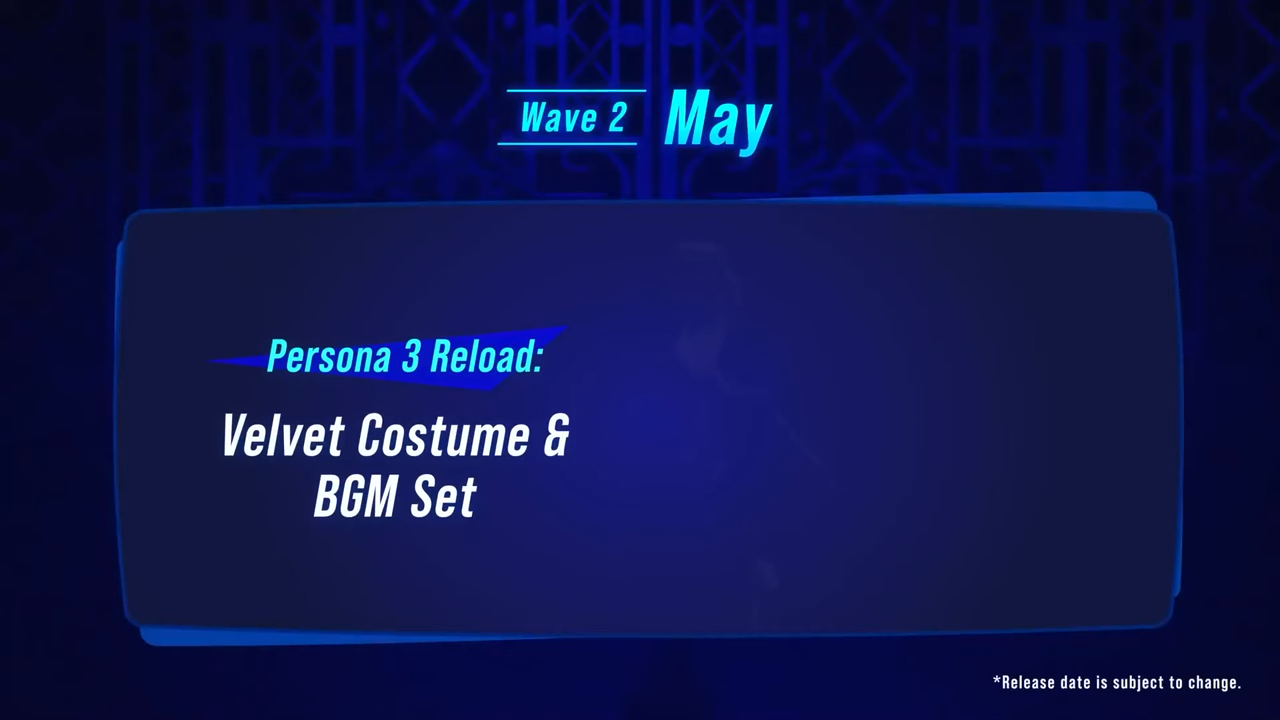 Wave 2 May
Persona 3 Reload:
Velvet Costume &
BGM Set
*Release date is subject to change.